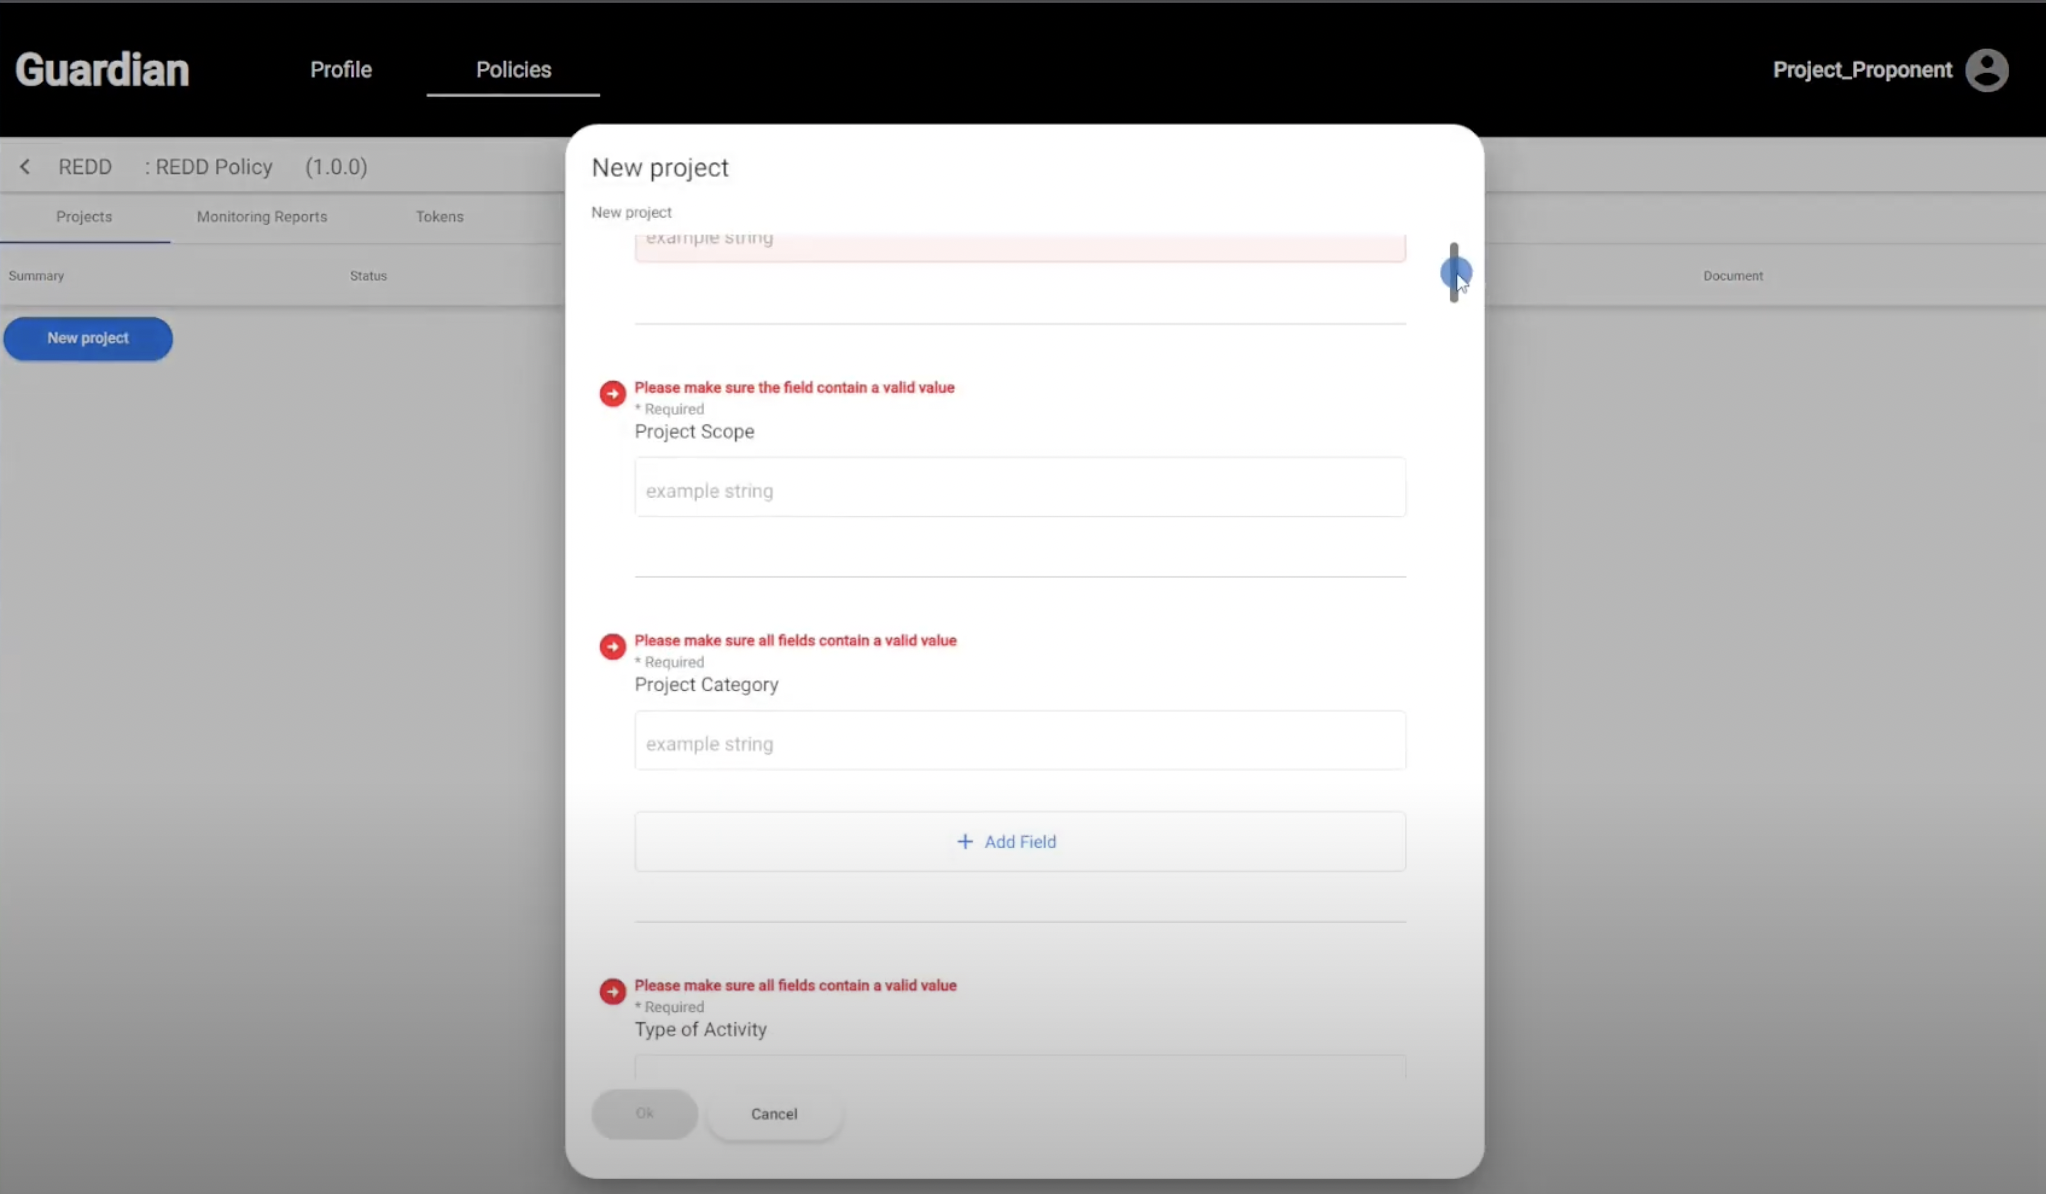 Guardian
Profile
Policies
Project_Proponent
REDD : REDD Policy (1.0.0)
Projects
Monitoring Reports
Tokens
Summary
Status
Document
New project
New project
New project
example string
Please make sure the field contain a valid value
* Required
Project Scope
example string
Please make sure all fields contain a valid value
* Required
Project Category
example string
+ Add Field
Please make sure all fields contain a valid value
* Required
Type of Activity
Ok
Cancel